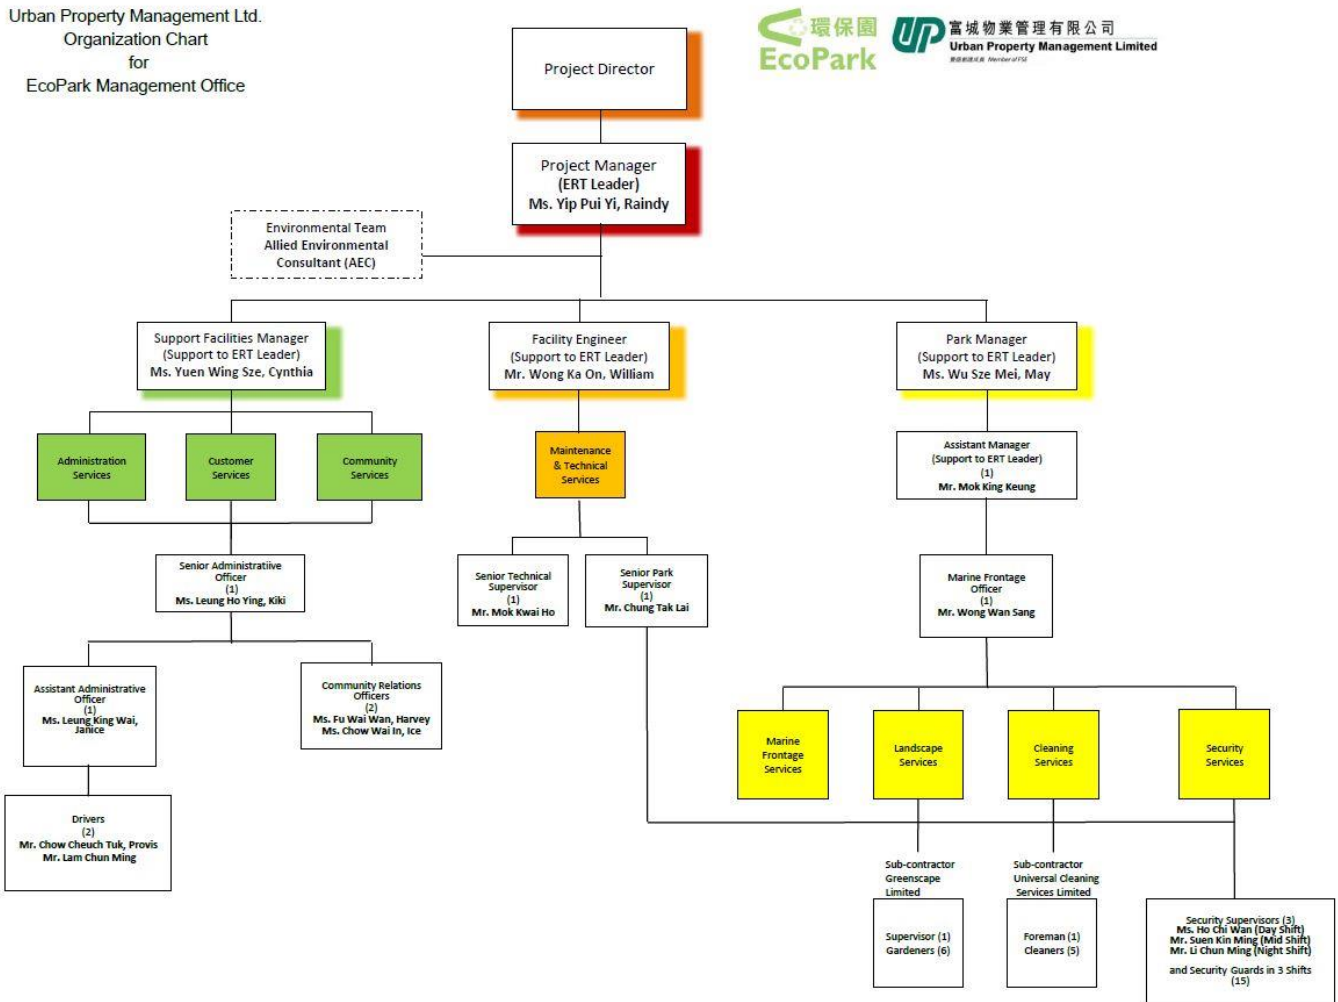 Urban Property Management Ltd.
Organization Chart
for
EcoPark Management Office
環保園
EcoPark
UP
富城物業管理有限公司
Urban Property Management Limited
Member of FSE
Project Director
Project Manager
(ERT Leader)
Ms. Yip Pui Yi, Raindy
Environmental Team
Allied Environmental
Consultant (AEC)
Support Facilities Manager
(Support to ERT Leader)
Ms. Yuen Wing Sze, Cynthia
Facility Engineer
(Support to ERT Leader)
Mr. Wong Ka On, William
Park Manager
(Support to ERT Leader)
Ms. Wu Sze Mei, May
Administration
Services
Customer
Services
Community
Services
Maintenance
& Technical
Services
Assistant Manager
(Support to ERT Leader)
(1)
Mr. Mok King Keung
Senior Administratiive
Officer
(1)
Ms. Leung Ho Ying, Kiki
Senior Technical
Supervisor
(1)
Mr. Mok Kwai Ho
Senior Park
Supervisor
(1)
Mr. Chung Tak Lai
Marine Frontage
Officer
(1)
Mr. Wong Wan Sang
Assistant Administrative
Officer
(1)
Ms. Leung King Wai,
Janice
Community Relations
Officers
(2)
Ms. Fu Wai Wan, Harvey
Ms. Chow Wai In, Ice
Marine
Frontage
Services
Landscape
Services
Cleaning
Services
Security
Services
Drivers
(2)
Mr. Chow Cheuch Tuk, Provis
Mr. Lam Chun Ming
Sub-contractor
Greenscape
Limited
Sub-contractor
Universal Cleaning
Services Limited
Supervisor (1)
Gardeners (6)
Foreman (1)
Cleaners (5)
Security Supervisors (3)
Ms. Ho Chi Wan (Day Shift)
Mr. Suen Kin Ming (Mid Shift)
Mr. Li Chun Ming (Night Shift)
and Security Guards in 3 Shifts
(15)